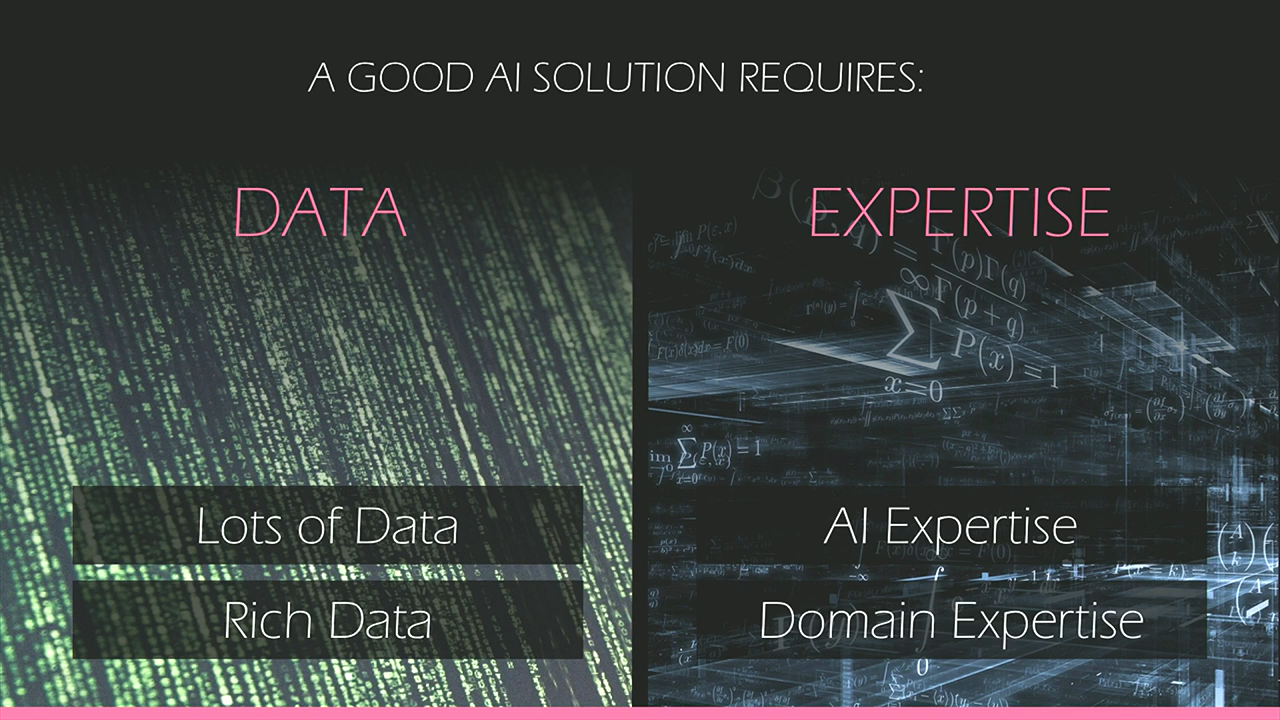 A GOOD AI SOLUTION REQUIRES:
DATA
Lots of Data
Rich Data
EXPERTISE
AI Expertise
Domain Expertise